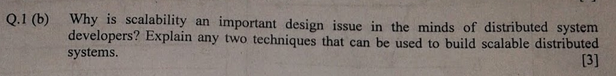 Q.1 (b) Why is scalability an important design issue in the minds of distributed system
developers? Explain any two techniques that can be used to build scalable distributed
systems.
[3]